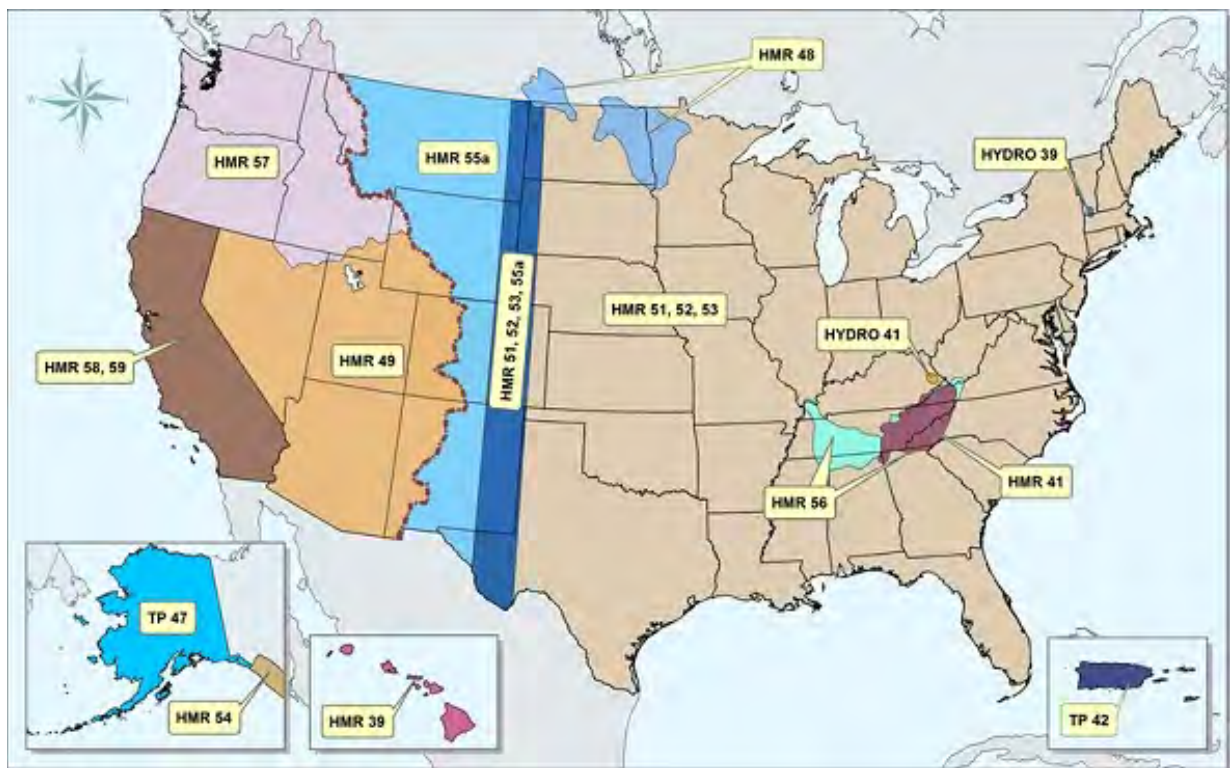 HMR 48
HMR 57
HMR 55a
HYDRO 39
HMR 51, 52, 53, 55a
HMR 51, 52, 53
HYDRO 41
HMR 58, 59
HMR 49
HMR 41
HMR 56
TP 47
HMR 54
HMR 39
TP 42